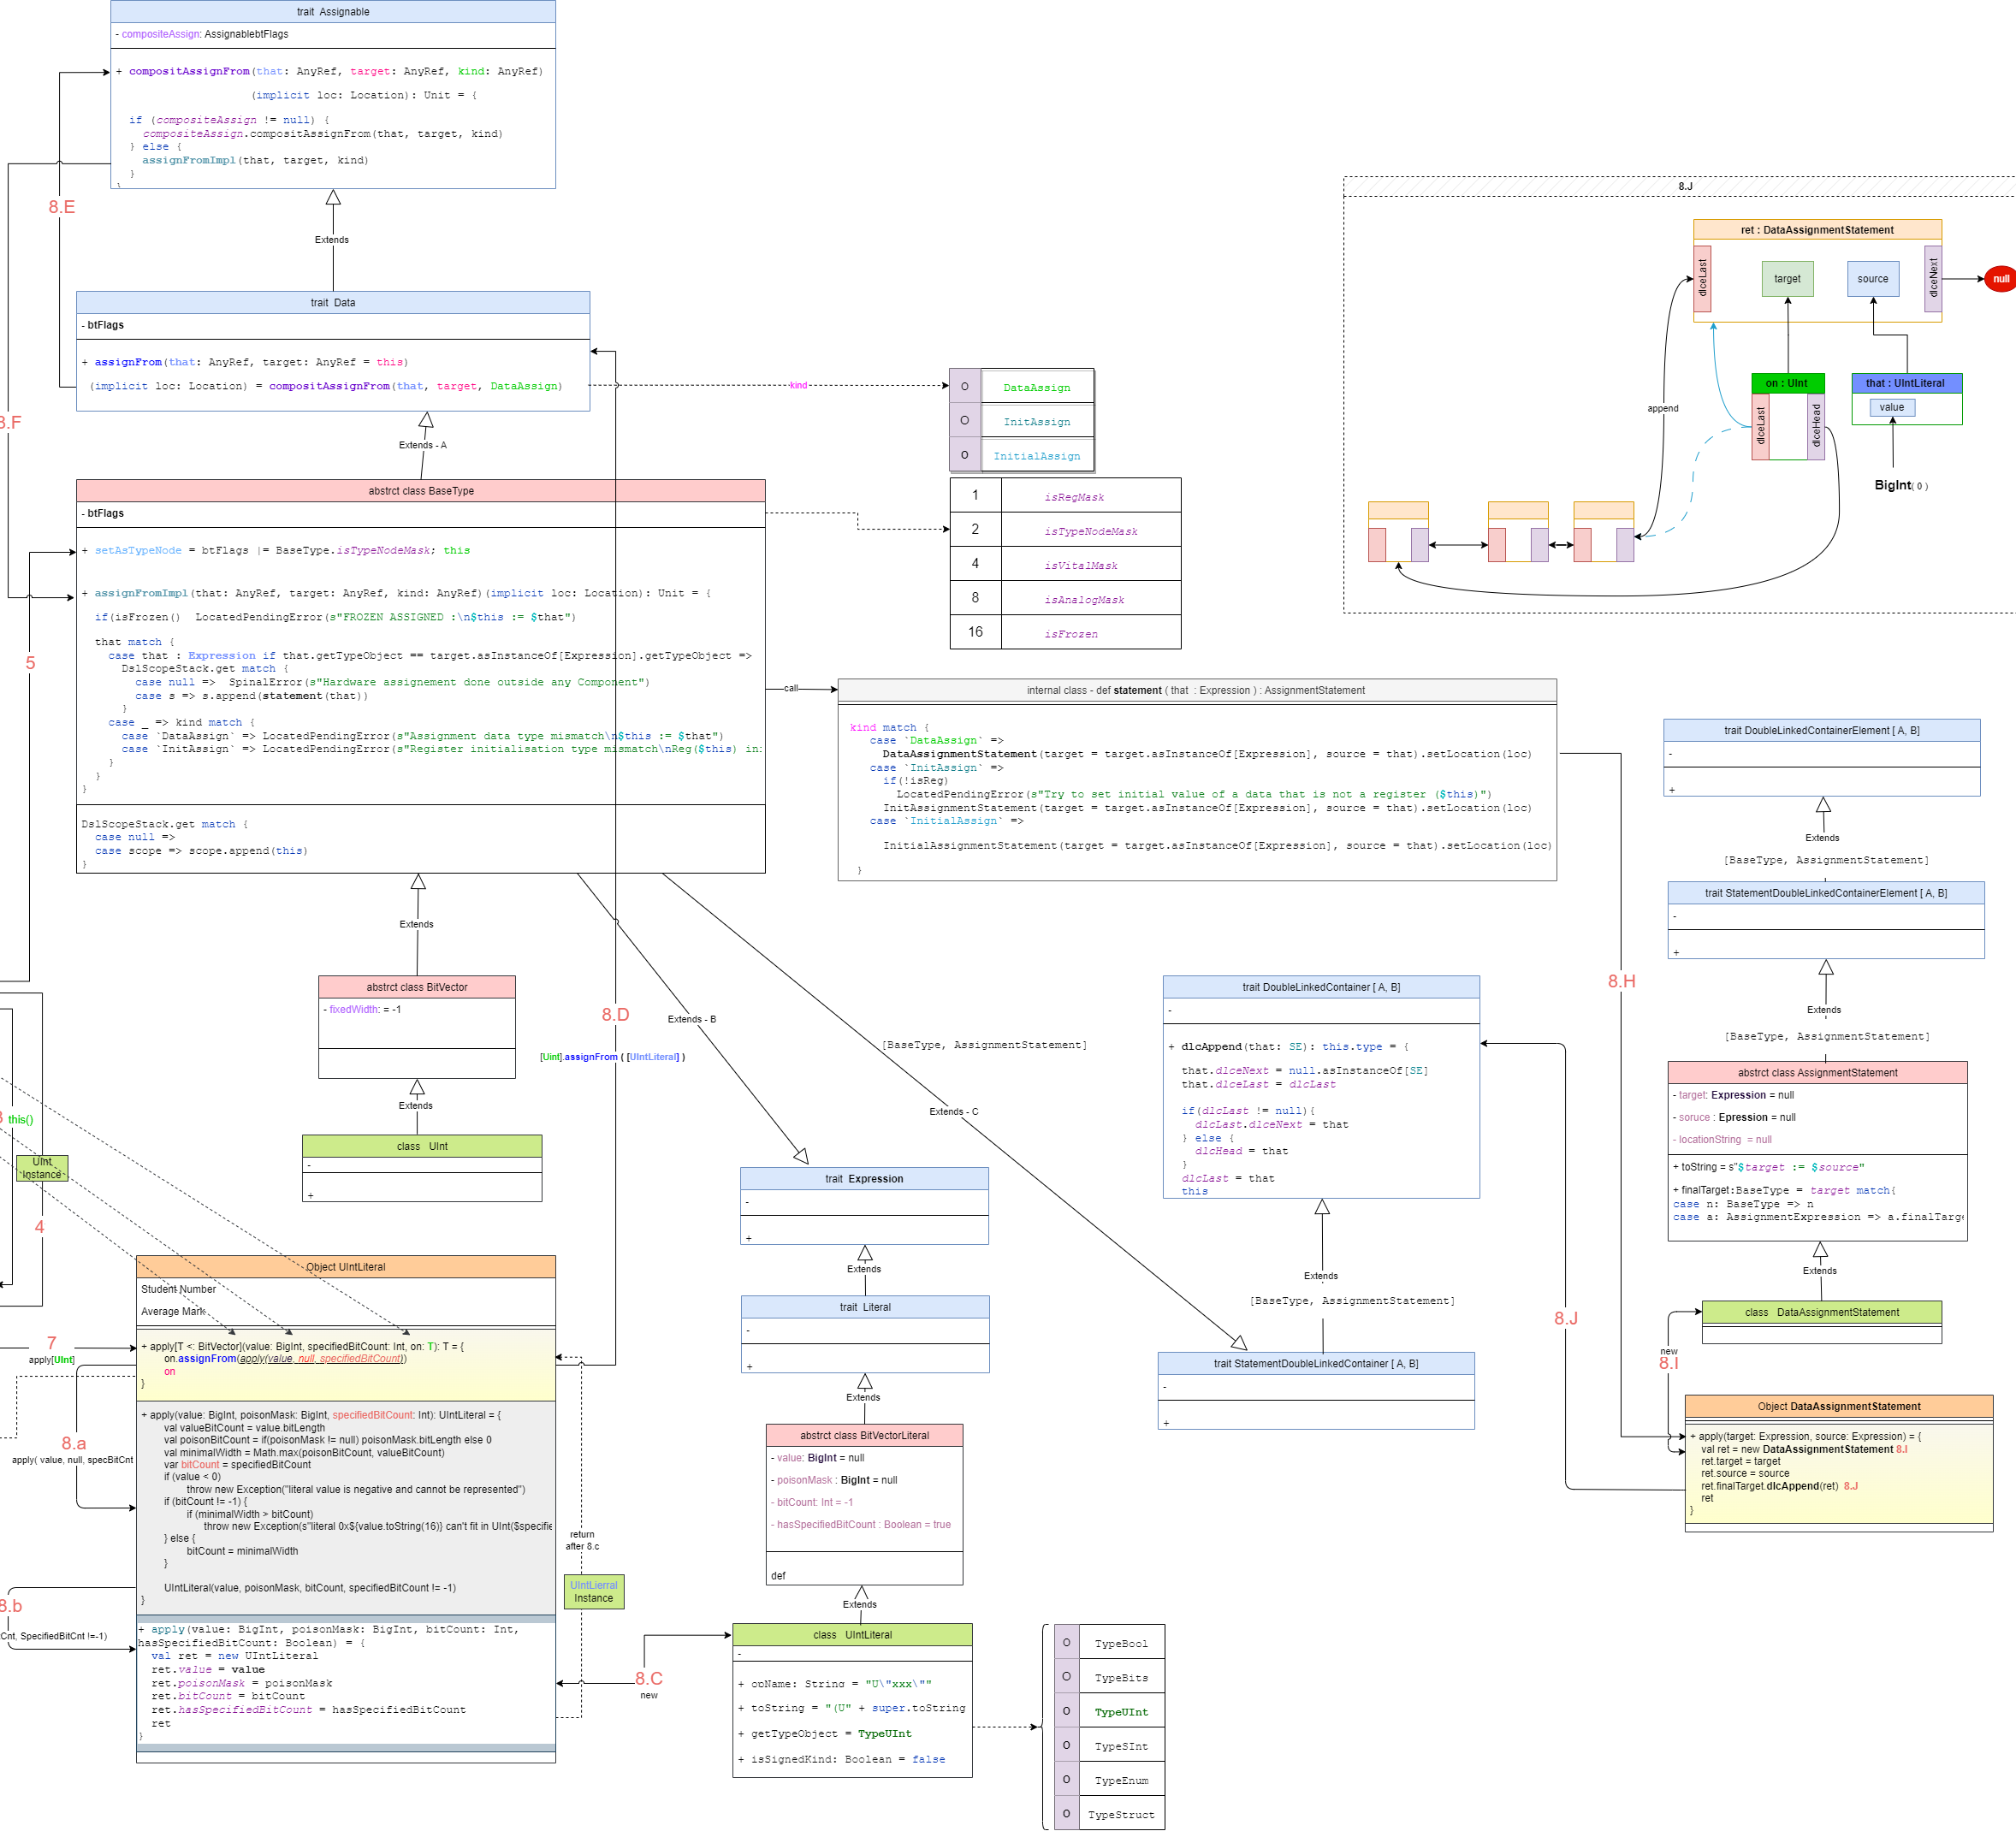 trait  Assignable
- compositeAssign: AssignablebtFlags
+ compositAssignFrom(that: AnyRef, target: AnyRef, kind: AnyRef)
(implicit loc: Location): Unit = {
if (compositeAssign != null) {
compositeAssign.compositAssignFrom(that, target, kind)
} else {
assignFromImpl(that, target, kind)
}
8.E
8.F
Extends
trait  Data
- btFlags
+ assignFrom(that: AnyRef, target: AnyRef = this)
(implicit loc: Location) = compositAssignFrom(that, target, DataAssign)
kind
O DataAssign
O InitAssign
O InitialAssign
Extends - A
abstrct class BaseType
- btFlags
+ setAsTypeNode = btFlags |= BaseType.isTypeNodeMask; this
+ assignFromImpl(that: AnyRef, target: AnyRef, kind: AnyRef)(implicit loc: Location): Unit = {
if(isFrozen()  LocatedPendingError(s"FROZEN ASSIGNED :\n$this := $that")
that match {
case that : Expression if that.getTypeObject == target.asInstanceOf[Expression].getTypeObject =>
DslScopeStack.get match {
case null =>  SpinalError(s"Hardware assignement done outside any Component")
case s => s.append(statement(that))
}
case _ => kind match {
case `DataAssign` => LocatedPendingError(s"Assignment data type mismatch\n$this := $that")
case `InitAssign` => LocatedPendingError(s"Register initialisation type mismatch\nReg($this) in
}
}
}
DslScopeStack.get match {
case null =>
case scope => scope.append(this)
}
1 isRegMask
2 isTypeNodeMask
4 isVitalMask
8 isAnalogMask
16 isFrozen
5
call
internal class - def statement ( that  : Expression ) : AssignmentStatement
kind match {
case `DataAssign` =>
DataAssignmentStatement(target = target.asInstanceOf[Expression], source = that).setLocation(loc)
case `InitAssign` =>
if(!isReg)
LocatedPendingError(s"Try to set initial value of a data that is not a register ($this)")
InitAssignmentStatement(target = target.asInstanceOf[Expression], source = that).setLocation(loc)
case `InitialAssign` =>
InitialAssignmentStatement(target = target.asInstanceOf[Expression], source = that).setLocation(loc)
}
8.J
ret : DataAssignmentStatement
dlceLast
target
source
dlceNext
null
append
on : UInt
dlceLast
dlceHead
that : UIntLiteral
value
BigInt( 0 )
trait DoubleLinkedContainerElement [ A, B]
-
+
Extends
[BaseType, AssignmentStatement]
trait StatementDoubleLinkedContainerElement [ A, B]
-
+
Extends
[BaseType, AssignmentStatement]
abstrct class AssignmentStatement
- target: Expression = null
- soruce : Epression = null
- locationString  = null
+ toString = s"$target := $source"
+ finalTarget:BaseType = target match{
case n: BaseType => n
case a: AssignmentExpression => a.finalTarge
Extends
class   DataAssignmentStatement
new
8.I
Object DataAssignmentStatement
+ apply(target: Expression, source: Expression) = {
val ret = new DataAssignmentStatement 8.I
ret.target = target
ret.source = source
ret.finalTarget.dlcAppend(ret)  8.J
ret
}
8.H
8.J
Extends
abstrct class BitVector
- fixedWidth: = -1
Extends
class   UInt
-
+
8.D
[Uint].assignFrom ( [UIntLiteral] )
Extends - B
[BaseType, AssignmentStatement]
Extends - C
trait DoubleLinkedContainer [ A, B]
-
+ dlcAppend(that: SE): this.type = {
that.dlceNext = null.asInstanceOf[SE]
that.dlceLast = dlcLast
if(dlcLast != null){
dlcLast.dlceNext = that
} else {
dlcHead = that
}
dlcLast = that
this
Extends
[BaseType, AssignmentStatement]
trait StatementDoubleLinkedContainer [ A, B]
-
+
trait  Expression
-
+
Extends
trait  Literal
-
+
Extends
abstrct class BitVectorLiteral
- value: BigInt = null
- poisonMask : BigInt = null
- bitCount: Int = -1
- hasSpecifiedBitCount : Boolean = true
def
Extends
class   UIntLiteral
-
+ opName: String = "U\"xxx\""
+ toString = "(U" + super.toString
+ getTypeObject = TypeUInt
+ isSignedKind: Boolean = false
O TypeBool
O TypeBits
O TypeUInt
O TypeSInt
O TypeEnum
O TypeStruct
this()
UInt
Instance
4
7
apply[UInt]
8.a
apply( value, null, specBitCnt
8.b
Cnt, SpecifiedBitCnt !=-1)
Object UIntLiteral
Student Number
Average Mark
+ apply[T <: BitVector](value: BigInt, specifiedBitCount: Int, on: T): T = {
on.assignFrom(apply(value, null, specifiedBitCount))
on
}
+ apply(value: BigInt, poisonMask: BigInt, specifiedBitCount: Int): UIntLiteral = {
val valueBitCount = value.bitLength
val poisonBitCount = if(poisonMask != null) poisonMask.bitLength else 0
val minimalWidth = Math.max(poisonBitCount, valueBitCount)
var bitCount = specifiedBitCount
if (value < 0)
throw new Exception("literal value is negative and cannot be represented")
if (bitCount != -1) {
if (minimalWidth > bitCount)
throw new Exception(s"literal 0x${value.toString(16)} can't fit in UInt($specifie
} else {
bitCount = minimalWidth
}
UIntLiteral(value, poisonMask, bitCount, specifiedBitCount != -1)
}
+ apply(value: BigInt, poisonMask: BigInt, bitCount: Int,
hasSpecifiedBitCount: Boolean) = {
val ret = new UIntLiteral
ret.value = value
ret.poisonMask = poisonMask
ret.bitCount = bitCount
ret.hasSpecifiedBitCount = hasSpecifiedBitCount
ret
}
return
after 8.c
UIntLierral
Instance
8.C
new